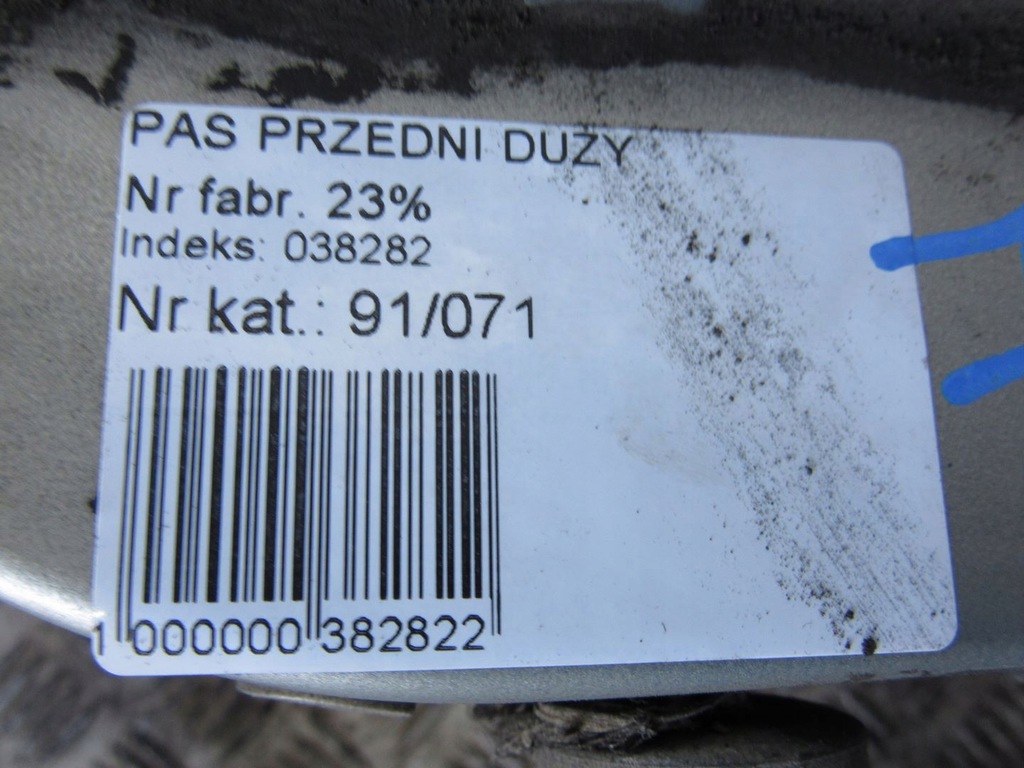 PAS PRZEDNI DUŻY
Nr fabr. 23%
Indeks: 038282
Nr kat.: 91/071
1 000000 382822